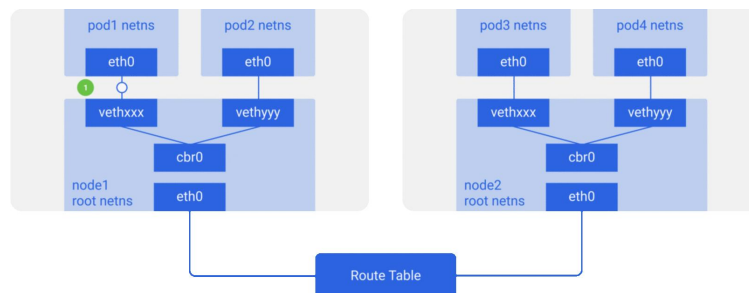 pod1 netns
pod2 netns
pod3 netns
pod4 netns
eth0
eth0
eth0
eth0
1
vethxxx
vethyyy
vethxxx
vethyyy
cbr0
cbr0
node1
root netns
eth0
node2
root netns
eth0
Route Table